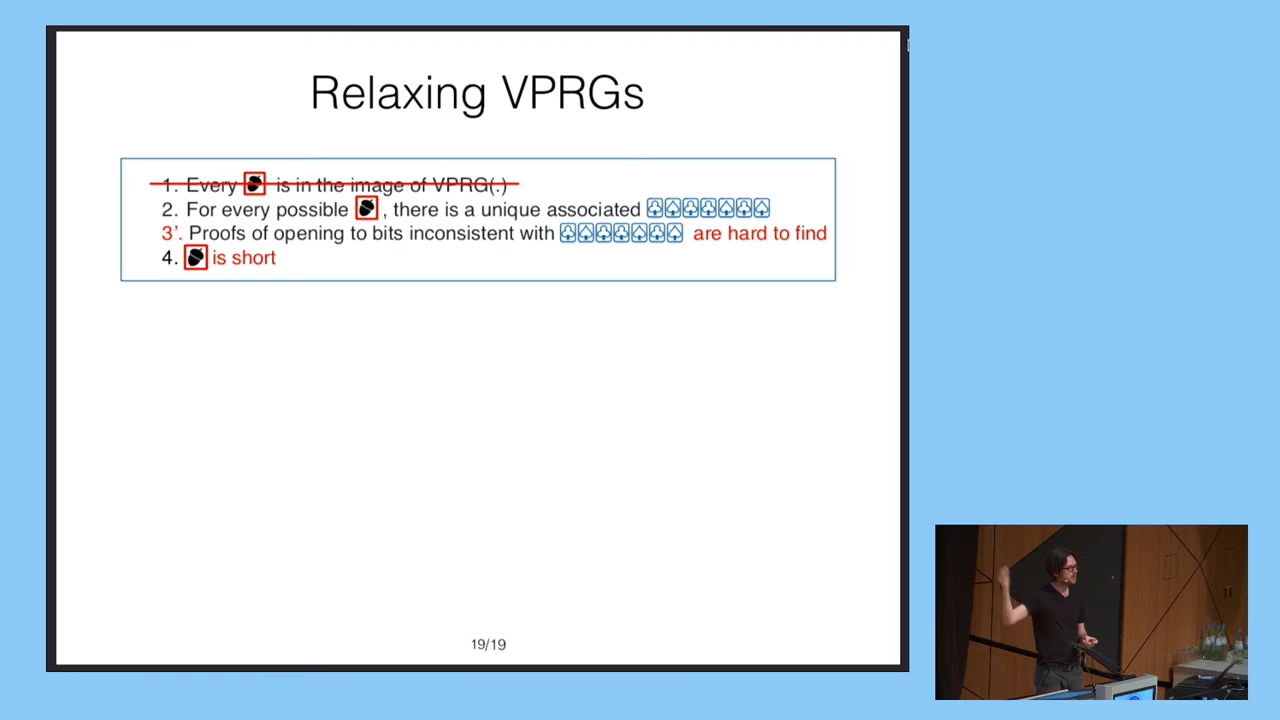 Relaxing VPRGs
1. Every is in the image of VPRG(.)
2. For every possible , there is a unique associated
3'. Proofs of opening to bits inconsistent with are hard to find
4. is short
19/19